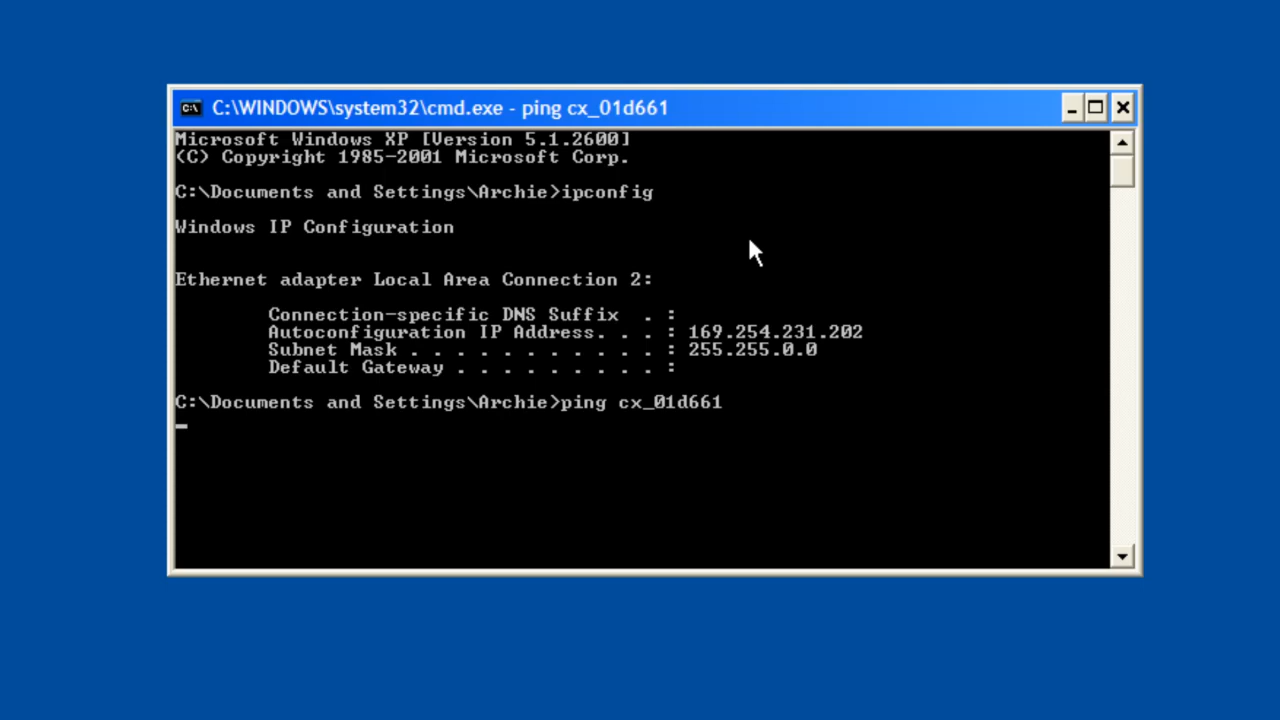 C:\WINDOWS\system32\cmd.exe - ping cx_01d661
Microsoft Windows XP [Version 5.1.2600]
(C) Copyright 1985-2001 Microsoft Corp.
C:\Documents and Settings\Archie>ipconfig
Windows IP Configuration
Ethernet adapter Local Area Connection 2:
Connection-specific DNS Suffix  . :
Autoconfiguration IP Address. . . : 169.254.231.202
Subnet Mask . . . . . . . . . . . : 255.255.0.0
Default Gateway . . . . . . . . . :
C:\Documents and Settings\Archie>ping cx_01d661